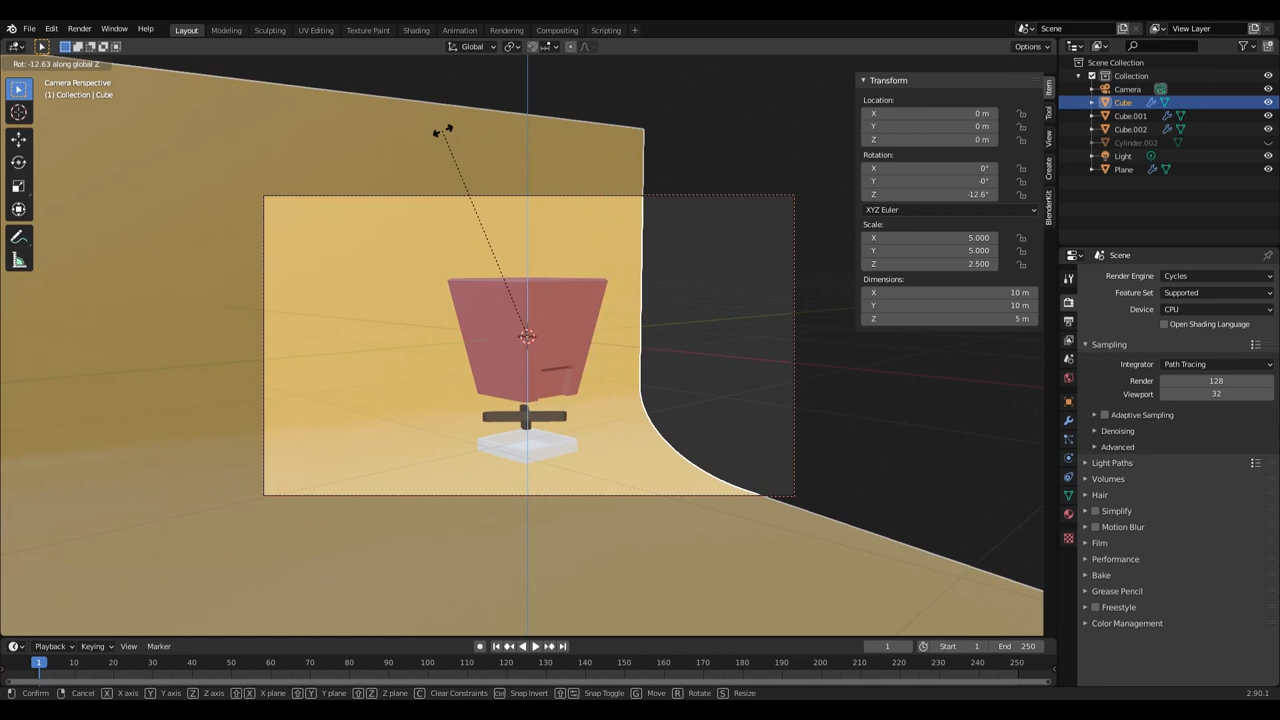 File Edit Render Window Help Layout Modeling Sculpting UV Editing Texture Paint Shading Animation Rendering Compositing Scripting + Scene View Layer
Global Options
Rot: -12.63 along global Z
Camera Perspective
(1) Collection | Cube
Transform
Location:
X 0 m
Y 0 m
Z 0 m
Rotation:
X 0°
Y -0°
Z -12.6°
XYZ Euler
Scale:
X 5.000
Y 5.000
Z 2.500
Dimensions:
X 10 m
Y 10 m
Z 5 m
Item
Tool
View
Create
BlenderKit
Scene Collection
Collection
Camera
Cube
Cube.001
Cube.002
Cylinder.002
Light
Plane
Scene
Render Engine Cycles
Feature Set Supported
Device CPU
Open Shading Language
Sampling
Integrator Path Tracing
Render 128
Viewport 32
Adaptive Sampling
Denoising
Advanced
Light Paths
Volumes
Hair
Simplify
Motion Blur
Film
Performance
Bake
Grease Pencil
Freestyle
Color Management
Playback Keying View Marker 1 Start 1 End 250
1 10 20 30 40 50 60 70 80 90 100 110 120 130 140 150 160 170 180 190 200 210 220 230 240 250
Confirm Cancel X X axis Y Y axis Z Z axis X X plane Y Y plane Z Z plane C Clear Constraints Snap Invert Snap Toggle G Move R Rotate S Resize 2.90.1